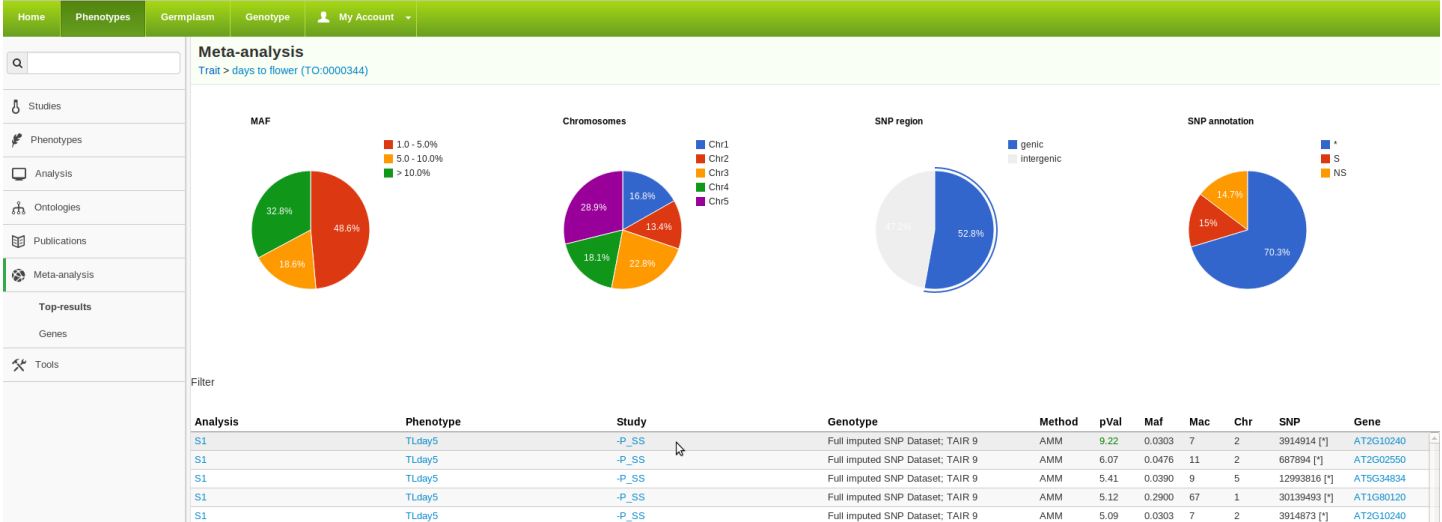 Home Phenotypes Germplasm Genotype My Account
Meta-analysis
Trait > days to flower (TO:0000344)
Studies
Phenotypes
Analysis
Ontologies
Publications
Meta-analysis
Top-results
Genes
Tools
MAF
1.0 - 5.0%
5.0 - 10.0%
> 10.0%
32.8%
48.6%
18.6%
Chromosomes
Chr1
Chr2
Chr3
Chr4
Chr5
16.8%
28.9%
13.4%
18.1%
22.8%
SNP region
genic
intergenic
47.2%
52.8%
SNP annotation
*
S
NS
14.7%
15%
70.3%
Filter
Analysis Phenotype Study Genotype Method pVal Maf Mac Chr SNP Gene
S1 TLday5 -P_SS Full imputed SNP Dataset; TAIR 9 AMM 9.22 0.0303 7 2 3914914 [*] AT2G10240
S1 TLday5 -P_SS Full imputed SNP Dataset; TAIR 9 AMM 6.07 0.0476 11 2 687894 [*] AT2G02550
S1 TLday5 -P_SS Full imputed SNP Dataset; TAIR 9 AMM 5.41 0.0390 9 5 12993816 [*] AT5G34834
S1 TLday5 -P_SS Full imputed SNP Dataset; TAIR 9 AMM 5.12 0.2900 67 1 30139493 [*] AT1G80120
S1 TLday5 -P_SS Full imputed SNP Dataset; TAIR 9 AMM 5.09 0.0303 7 2 3914873 [*] AT2G10240